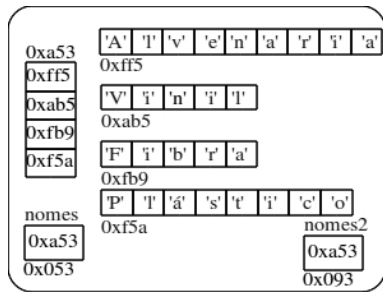 'A' 'l' 'v' 'e' 'n' 'a' 'r' 'i' 'a'
0xa53
0xff5
0xff5
0xab5
'V' 'i' 'n' 'i' 'l'
0xab5
0xfb9
'F' 'i' 'b' 'r' 'a'
0xf5a
0xfb9
'P' 'l' 'á' 's' 't' 'i' 'c' 'o'
nomes
0xf5a
nomes2
0xa53
0xa53
0x053
0x093